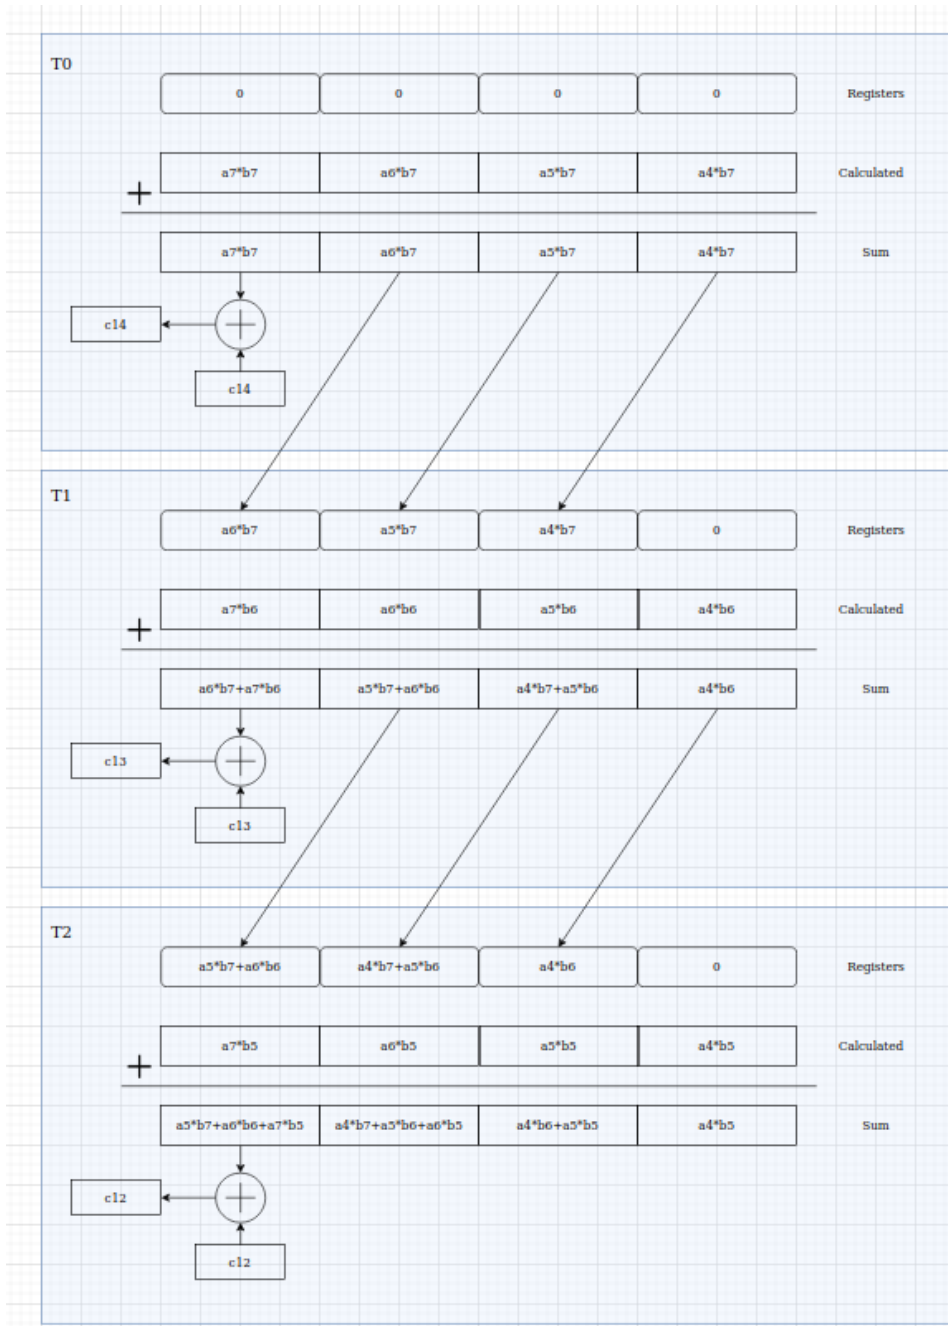 T0
0 0 0 0 Registers
a7*b7 a6*b7 a5*b7 a4*b7 Calculated
+
a7*b7 a6*b7 a5*b7 a4*b7 Sum
c14
c14
T1
a6*b7 a5*b7 a4*b7 0 Registers
a7*b6 a6*b6 a5*b6 a4*b6 Calculated
+
a6*b7+a7*b6 a5*b7+a6*b6 a4*b7+a5*b6 a4*b6 Sum
c13
c13
T2
a5*b7+a6*b6 a4*b7+a5*b6 a4*b6 0 Registers
a7*b5 a6*b5 a5*b5 a4*b5 Calculated
+
a5*b7+a6*b6+a7*b5 a4*b7+a5*b6+a6*b5 a4*b6+a5*b5 a4*b5 Sum
c12
c12